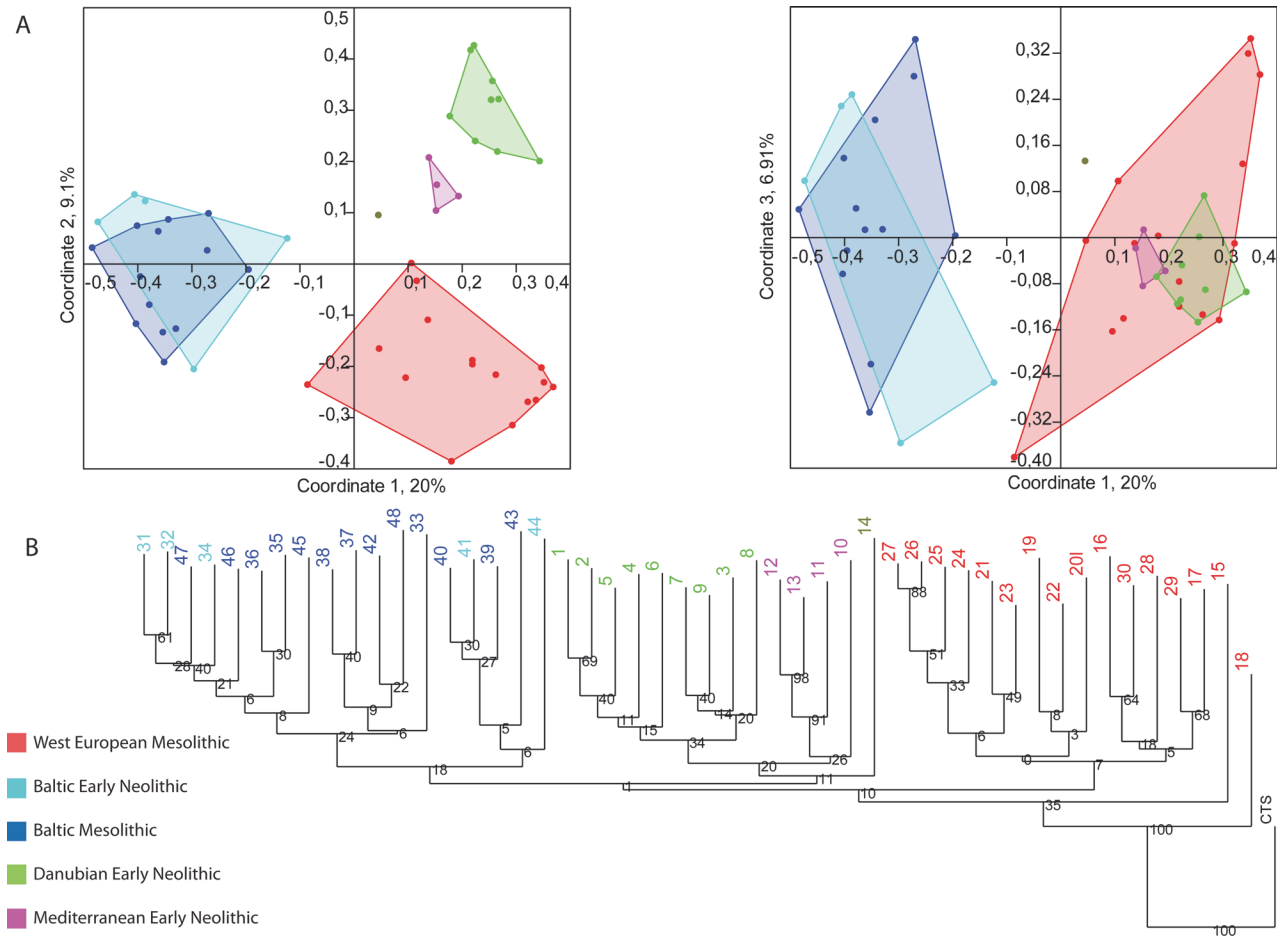 A
0,5
0,4
0,3
0,2
0,1
-0,5
-0,4
-0,3
-0,2
-0,1
0,1
0,2
0,3
0,4
-0,1
-0,2
-0,3
-0,4
Coordinate 2, 9.1%
Coordinate 1, 20%
0,32
0,24
0,16
0,08
-0,5
-0,4
-0,3
-0,2
-0,1
0,1
0,2
0,3
0,4
-0,08
-0,16
-0,24
-0,32
-0,40
Coordinate 3, 6.91%
Coordinate 1, 20%
B
31 32 47 34 46 36 35 45 38 37 42 48 33 40 41 39 43 44 1 2 5 4 6 7 9 3 8 12 13 11 10 14 27 26 25 24 21 23 19 22 20I 16 30 28 29 17 15 18 CTS
88
61 30 30 40 27 69 51
28 40 21 22 98 33
6 40 40 49 64
8 9 11 14 20 91 8 68
24 6 5 15 6 3 18
6 34 26 0 5
18 20 7
1 11 10
35
100
100
West European Mesolithic
Baltic Early Neolithic
Baltic Mesolithic
Danubian Early Neolithic
Mediterranean Early Neolithic